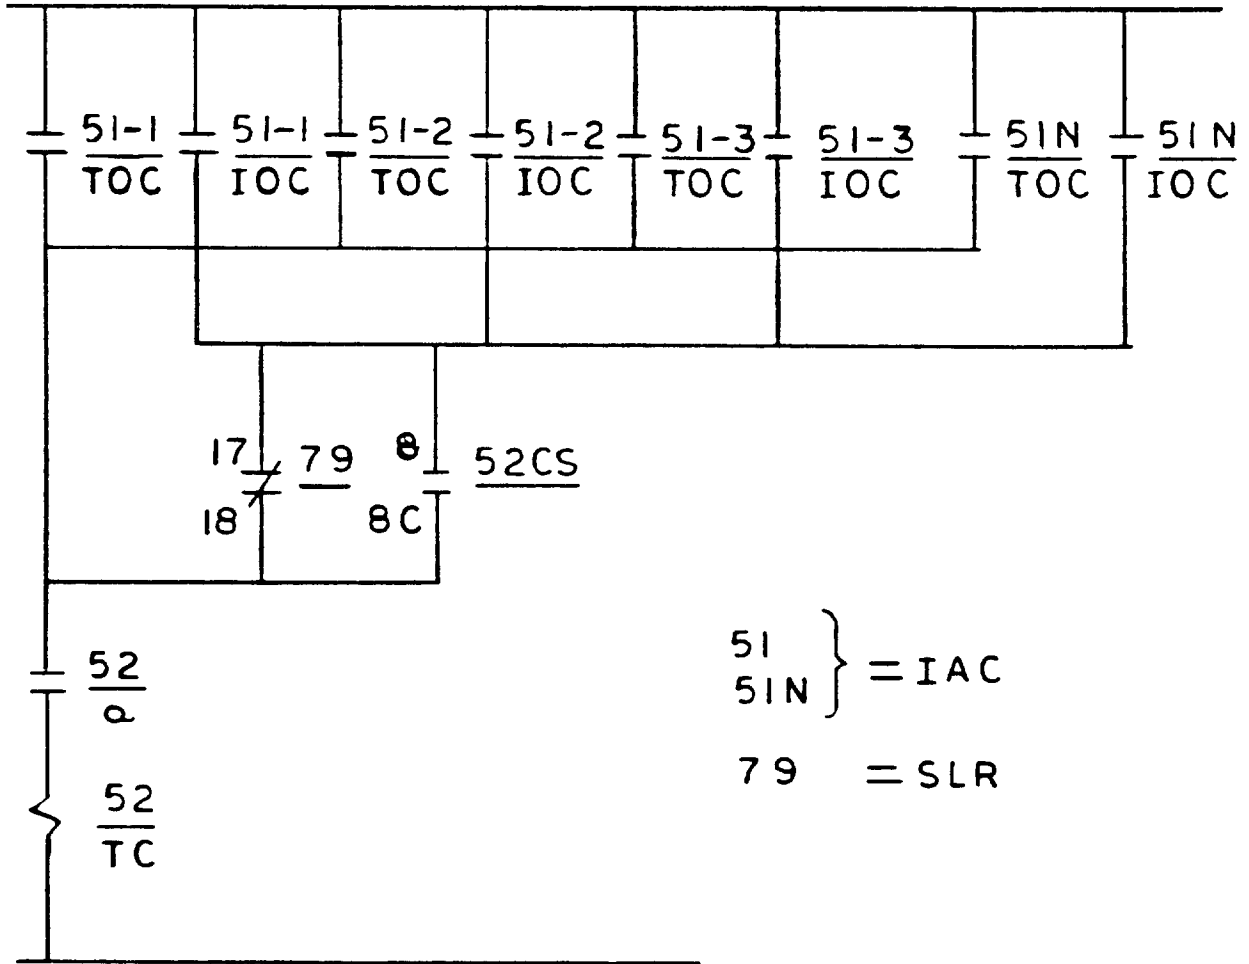 51-1 51-1 51-2 51-2 51-3 51-3 51N 51N
TOC IOC TOC IOC TOC IOC TOC IOC
17 79 8 52CS
18 8C
52
a
51
51N = IAC
79 = SLR
52
TC